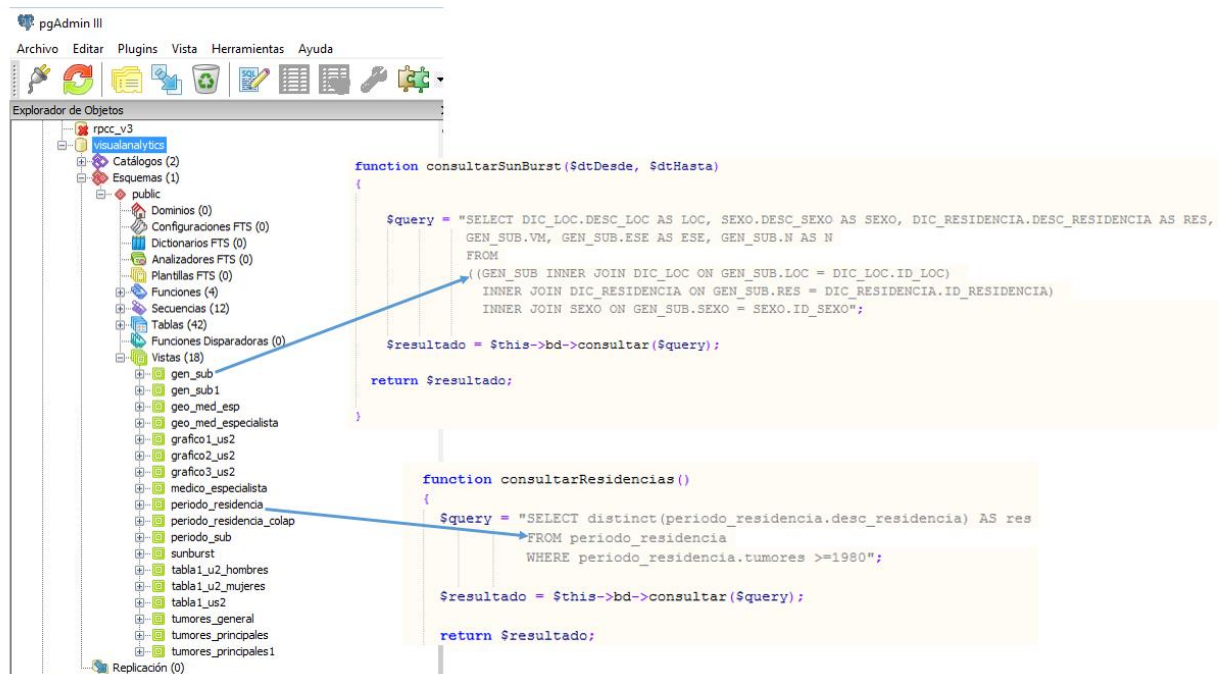 pgAdmin III
Archivo Editar Plugins Vista Herramientas Ayuda
SQL
Explorador de Objetos
rpcc_v3
visualanalytics
Catálogos (2)
Esquemas (1)
public
Dominios (0)
Configuraciones FTS (0)
Dictionarios FTS (0)
Analizadores FTS (0)
Plantillas FTS (0)
Funciones (4)
Secuencias (12)
Tablas (42)
Funciones Disparadoras (0)
Vistas (18)
gen_sub
gen_sub1
geo_med_esp
geo_med_especialista
grafico1_us2
grafico2_us2
grafico3_us2
medico_especialista
periodo_residencia
periodo_residencia_colap
periodo_sub
sunburst
tabla1_u2_hombres
tabla1_u2_mujeres
tabla1_us2
tumores_general
tumores_principales
tumores_principales1
Replicación (0)
function consultarSunBurst($dtDesde, $dtHasta)
{
$query = "SELECT DIC_LOC.DESC_LOC AS LOC, SEXO.DESC_SEXO AS SEXO, DIC_RESIDENCIA.DESC_RESIDENCIA AS RES,
GEN_SUB.VM, GEN_SUB.ESE AS ESE, GEN_SUB.N AS N
FROM
((GEN_SUB INNER JOIN DIC_LOC ON GEN_SUB.LOC = DIC_LOC.ID_LOC)
INNER JOIN DIC_RESIDENCIA ON GEN_SUB.RES = DIC_RESIDENCIA.ID_RESIDENCIA)
INNER JOIN SEXO ON GEN_SUB.SEXO = SEXO.ID_SEXO";
$resultado = $this->bd->consultar($query);
return $resultado;
}
function consultarResidencias()
{
$query = "SELECT distinct(periodo_residencia.desc_residencia) AS res
FROM periodo_residencia
WHERE periodo_residencia.tumores >=1980";
$resultado = $this->bd->consultar($query);
return $resultado;